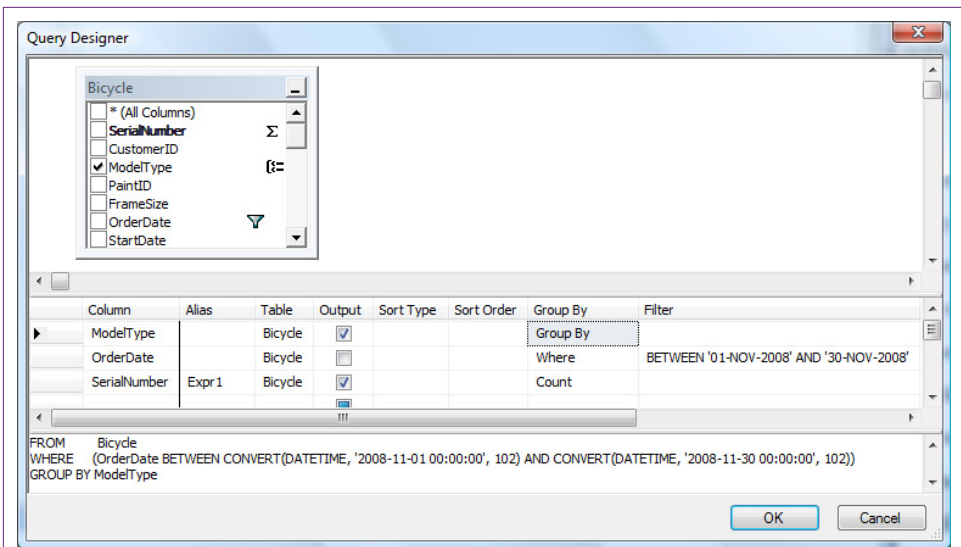 Query Designer
Bicycle
* (All Columns)
SerialNumber Σ
CustomerID
ModelType
PaintID
FrameSize
OrderDate
StartDate
Column Alias Table Output Sort Type Sort Order Group By Filter
ModelType Bicycle Group By
OrderDate Bicycle Where BETWEEN '01-NOV-2008' AND '30-NOV-2008'
SerialNumber Expr1 Bicycle Count
FROM Bicycle
WHERE (OrderDate BETWEEN CONVERT(DATETIME, '2008-11-01 00:00:00', 102) AND CONVERT(DATETIME, '2008-11-30 00:00:00', 102))
GROUP BY ModelType
OK Cancel